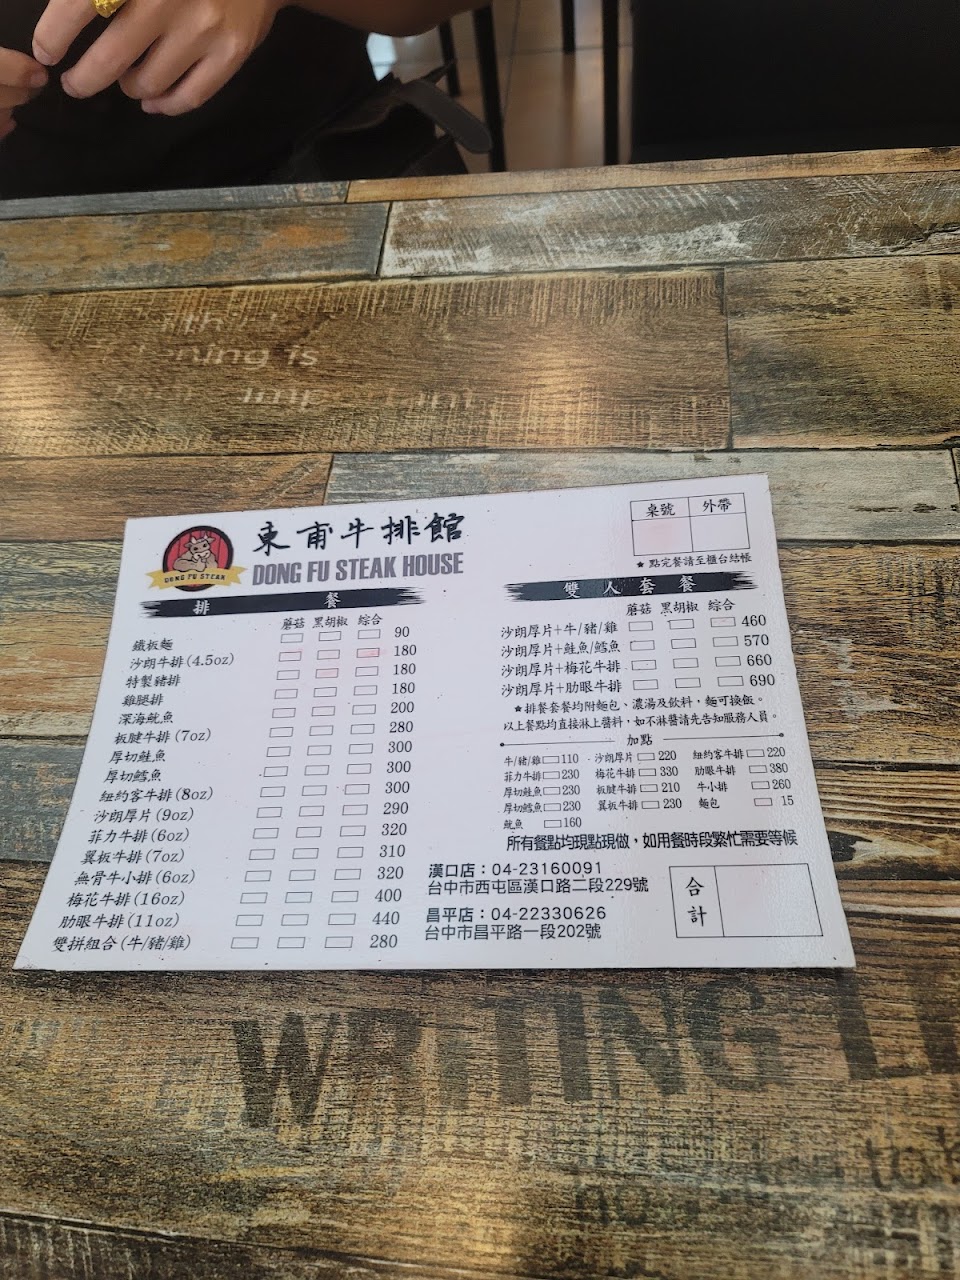 think
listening is
more important
東甫牛排館
DONG FU STEAK HOUSE
DONG FU STEAK
桌號 外帶
★點完餐請至櫃台結帳
排餐
蘑菇 黑胡椒 綜合
鐵板麵 90
沙朗牛排(4.5oz) 180
特製豬排 180
雞腿排 180
深海魷魚 200
板腱牛排(7oz) 280
厚切鮭魚 300
厚切鱈魚 300
紐約客牛排(8oz) 300
沙朗厚片(9oz) 290
菲力牛排(6oz) 320
翼板牛排(7oz) 310
無骨牛小排(6oz) 320
梅花牛排(16oz) 400
肋眼牛排(11oz) 440
雙拼組合(牛/豬/雞) 280
雙人套餐
蘑菇 黑胡椒 綜合
沙朗厚片+牛/豬/雞 460
沙朗厚片+鮭魚/鱈魚 570
沙朗厚片+梅花牛排 660
沙朗厚片+肋眼牛排 690
★排餐套餐均附麵包、濃湯及飲料，麵可換飯。
以上餐點均直接淋上醬料，如不淋醬請先告知服務人員。
加點
牛/豬/雞 110 沙朗厚片 220 紐約客牛排 220
菲力牛排 230 梅花牛排 330 肋眼牛排 380
厚切鮭魚 230 板腱牛排 210 牛小排 260
厚切鱈魚 230 翼板牛排 230 麵包 15
魷魚 160
所有餐點均現點現做，如用餐時段繁忙需要等候
漢口店：04-23160091
台中市西屯區漢口路二段229號
昌平店：04-22330626
台中市昌平路一段202號
合計
WRITING